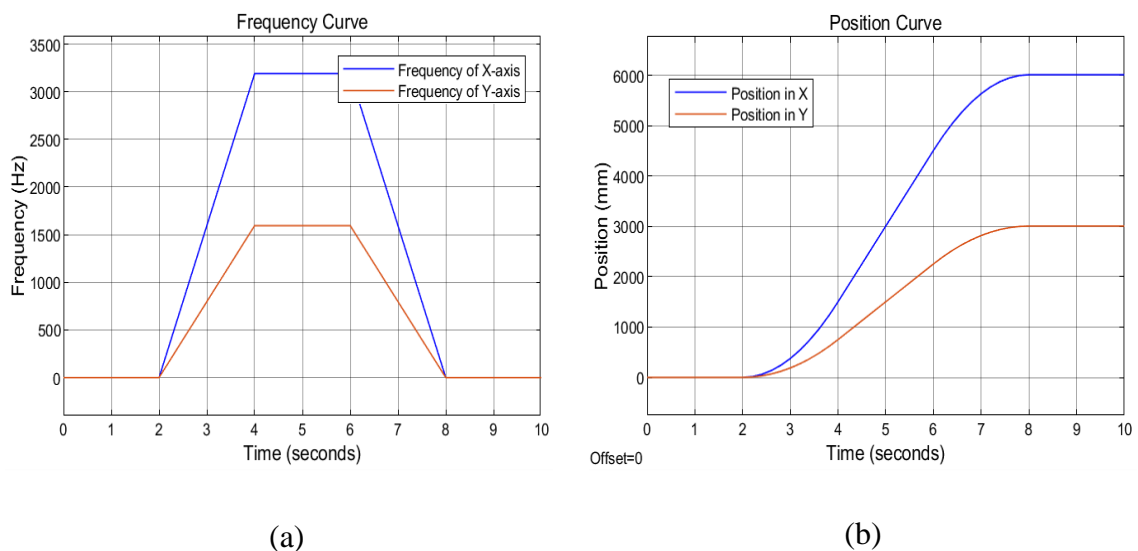 Frequency Curve
3500
3000
2500
2000
1500
1000
500
0
Frequency (Hz)
Frequency of X-axis
Frequency of Y-axis
0 1 2 3 4 5 6 7 8 9 10
Time (seconds)
(a)
Position Curve
6000
5000
4000
3000
2000
1000
0
Position (mm)
Position in X
Position in Y
0 1 2 3 4 5 6 7 8 9 10
Time (seconds)
Offset=0
(b)